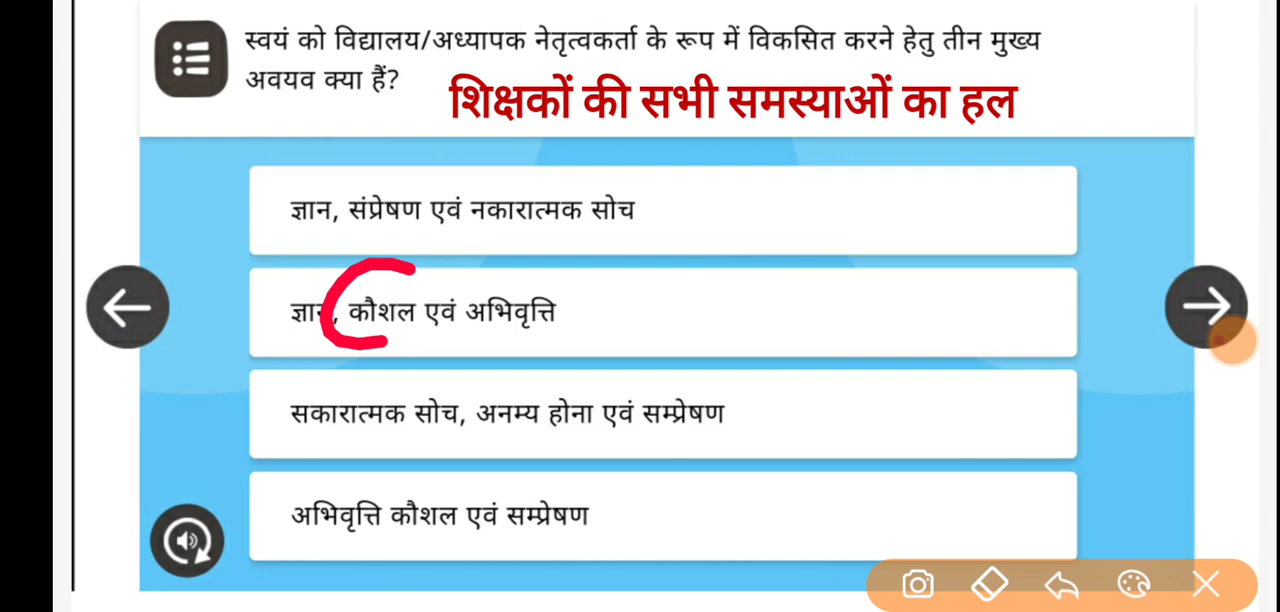 स्वयं को विद्यालय/अध्यापक नेतृत्वकर्ता के रूप में विकसित करने हेतु तीन मुख्य
अवयव क्या हैं?
शिक्षकों की सभी समस्याओं का हल
ज्ञान, संप्रेषण एवं नकारात्मक सोच
ज्ञान, कौशल एवं अभिवृत्ति
सकारात्मक सोच, अनम्य होना एवं सम्प्रेषण
अभिवृत्ति कौशल एवं सम्प्रेषण